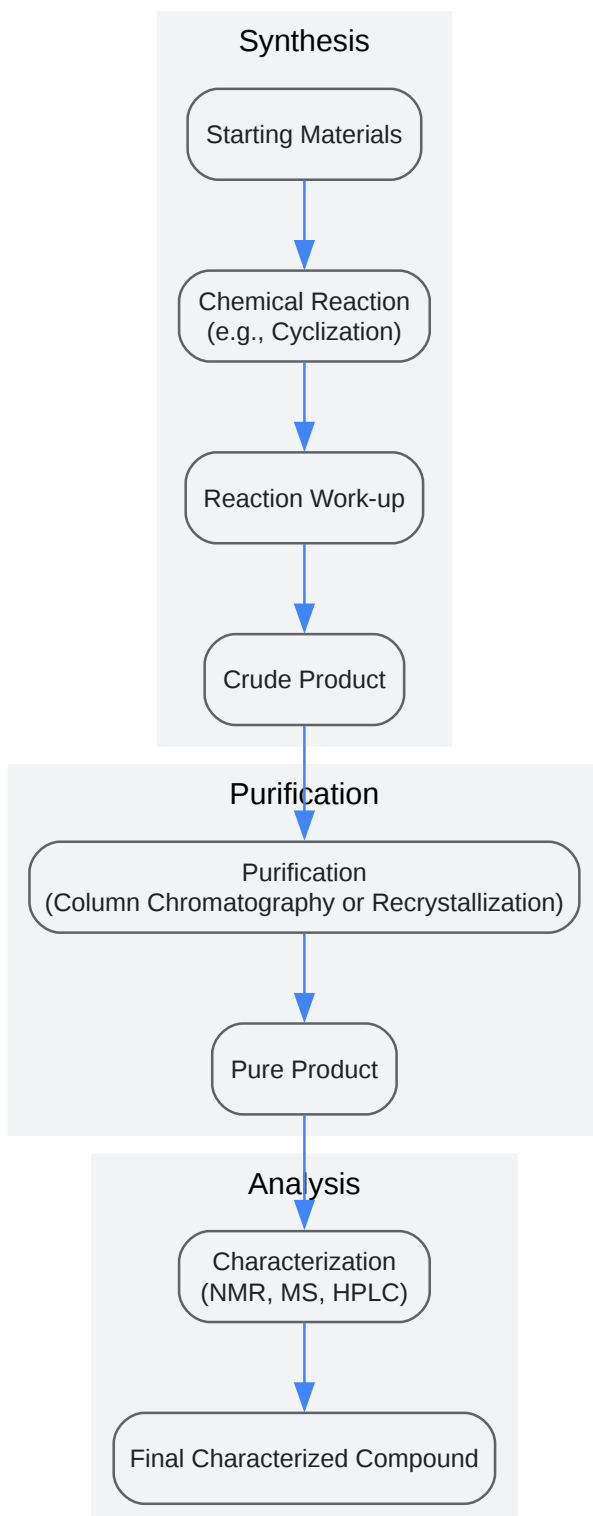 Synthesis
Starting Materials
Chemical Reaction
(e.g., Cyclization)
Reaction Work-up
Crude Product
Purification
Purification
(Column Chromatography or Recrystallization)
Pure Product
Analysis
Characterization
(NMR, MS, HPLC)
Final Characterized Compound